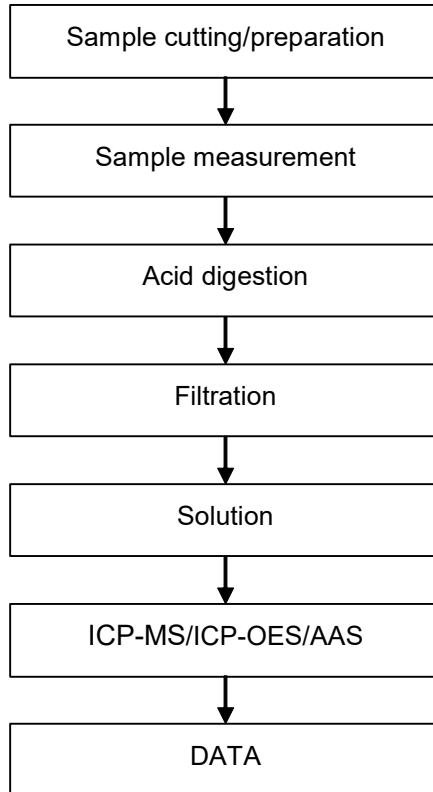 Sample cutting/preparation
Sample measurement
Acid digestion
Filtration
Solution
ICP-MS/ICP-OES/AAS
DATA